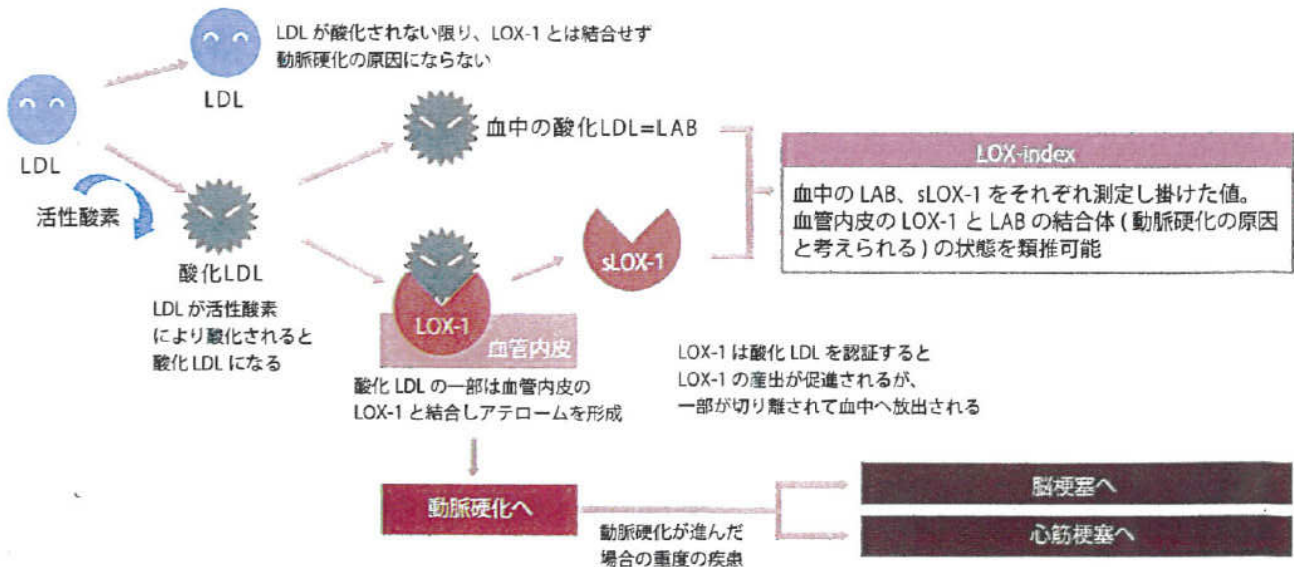 LDL が酸化されない限り、LOX-1 とは結合せず
動脈硬化の原因にならない
LDL
LDL
活性酸素
酸化LDL
LDL が活性酸素
により酸化されると
酸化 LDL になる
血中の酸化LDL=LAB
sLOX-1
LOX-1
血管内皮
酸化 LDL の一部は血管内皮の
LOX-1 と結合しアテロームを形成
LOX-index
血中の LAB、sLOX-1 をそれぞれ測定し掛けた値。
血管内皮の LOX-1 と LAB の結合体 ( 動脈硬化の原因
と考えられる ) の状態を類推可能
LOX-1 は酸化 LDL を認証すると
LOX-1 の産出が促進されるが、
一部が切り離されて血中へ放出される
動脈硬化へ
動脈硬化が進んだ
場合の重度の疾患
脳梗塞へ
心筋梗塞へ